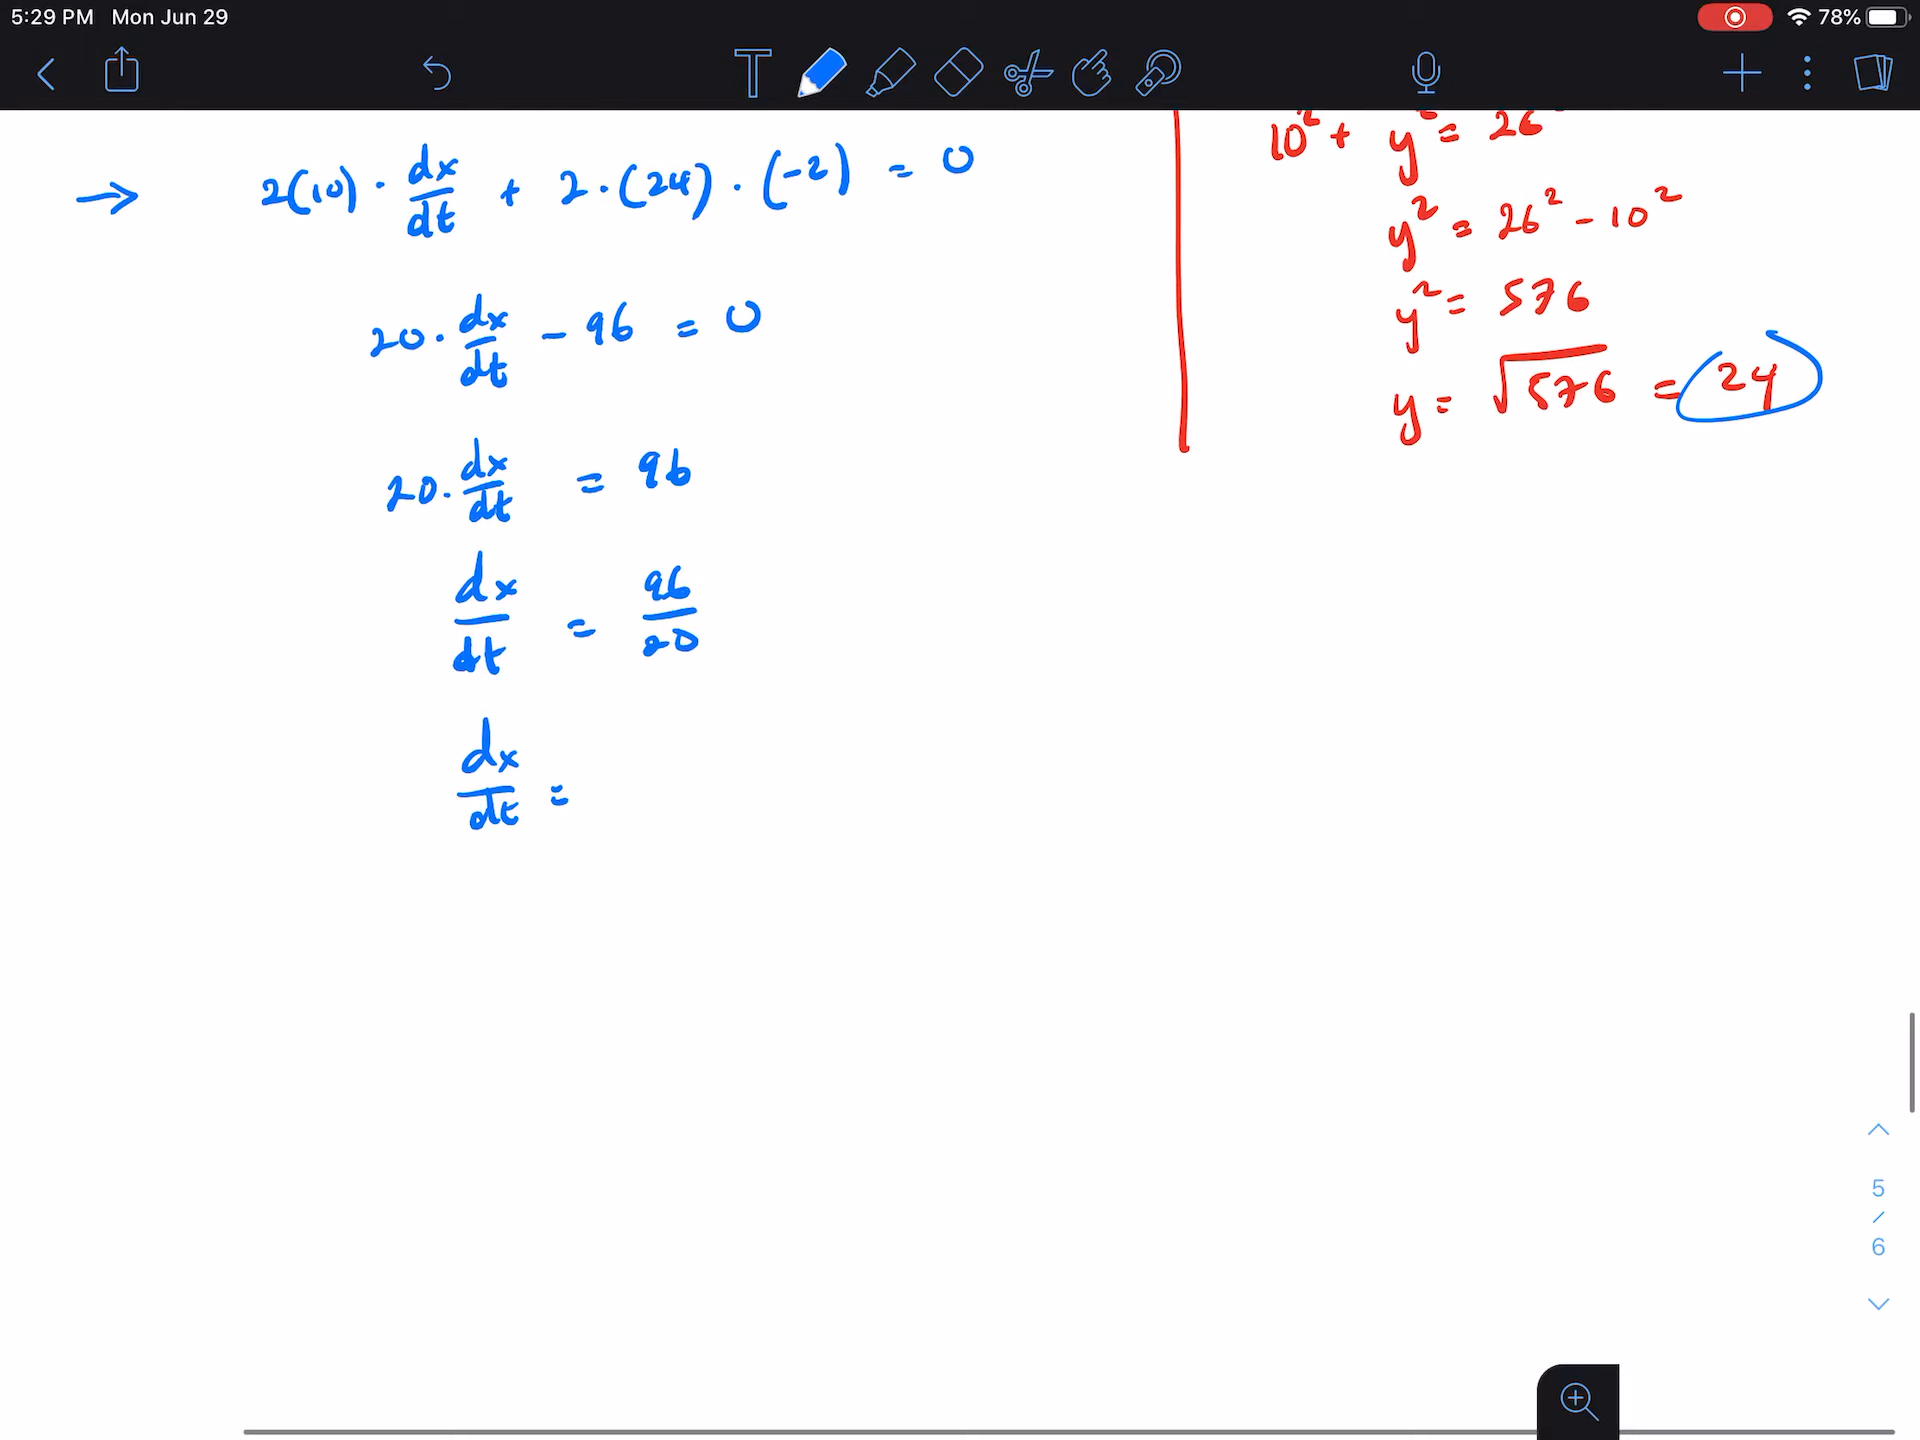 5:29 PM Mon Jun 29
78%
T
→ 2(10) · dx/dt + 2 · (24) · (-2) = 0
20 · dx/dt - 96 = 0
20 · dx/dt = 96
dx/dt = 96/20
dx/dt =
10² + y² = 26²
y² = 26² - 10²
y² = 576
y = √576 = 24
5
/
6